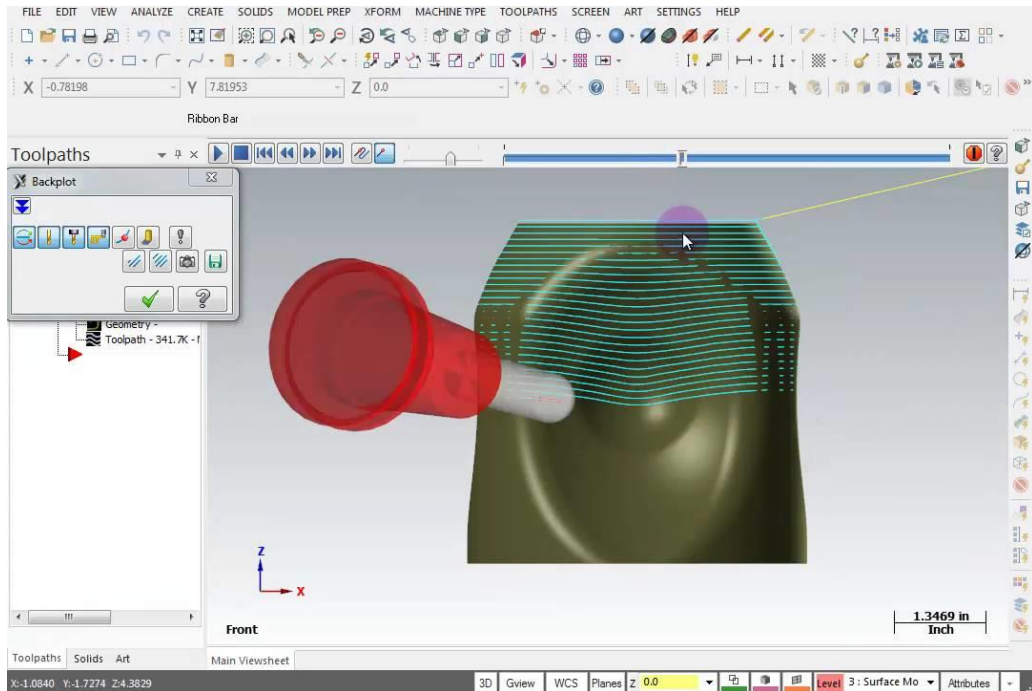 FILE EDIT VIEW ANALYZE CREATE SOLIDS MODEL PREP XFORM MACHINE TYPE TOOLPATHS SCREEN ART SETTINGS HELP
X -0.78198 Y 7.81953 Z 0.0
Ribbon Bar
Toolpaths
Backplot
Geometry -
Toolpath - 341.7K -
Z
X
Front
1.3469 in
Inch
Toolpaths Solids Art
Main Viewsheet
X:-1.0840 Y:-1.7274 Z:4.3829 3D Gview WCS Planes Z 0.0 Level 3 : Surface Mo Attributes